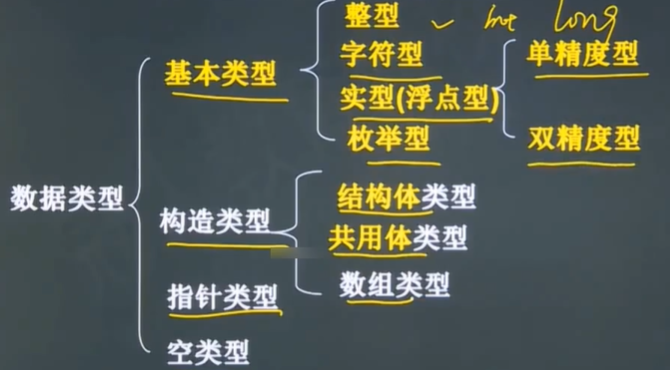 整型 int long
字符型 单精度型
基本类型
实型(浮点型)
枚举型 双精度型
数据类型
结构体类型
构造类型
共用体类型
数组类型
指针类型
空类型